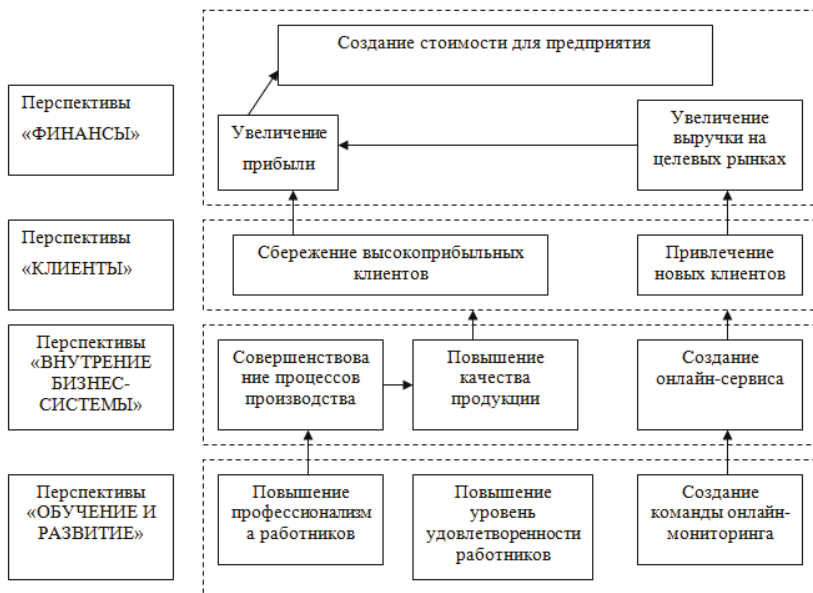 Создание стоимости для предприятия
Перспективы
«ФИНАНСЫ»
Увеличение
прибыли
Увеличение
выручки на
целевых рынках
Перспективы
«КЛИЕНТЫ»
Сбережение высокоприбыльных
клиентов
Привлечение
новых клиентов
Перспективы
«ВНУТРЕНИЕ
БИЗНЕС-
СИСТЕМЫ»
Совершенствова
ние процессов
производства
Повышение
качества
продукции
Создание
онлайн-сервиса
Перспективы
«ОБУЧЕНИЕ И
РАЗВИТИЕ»
Повышение
профессионализм
а работников
Повышение
уровень
удовлетворенности
работников
Создание
команды онлайн-
мониторинга